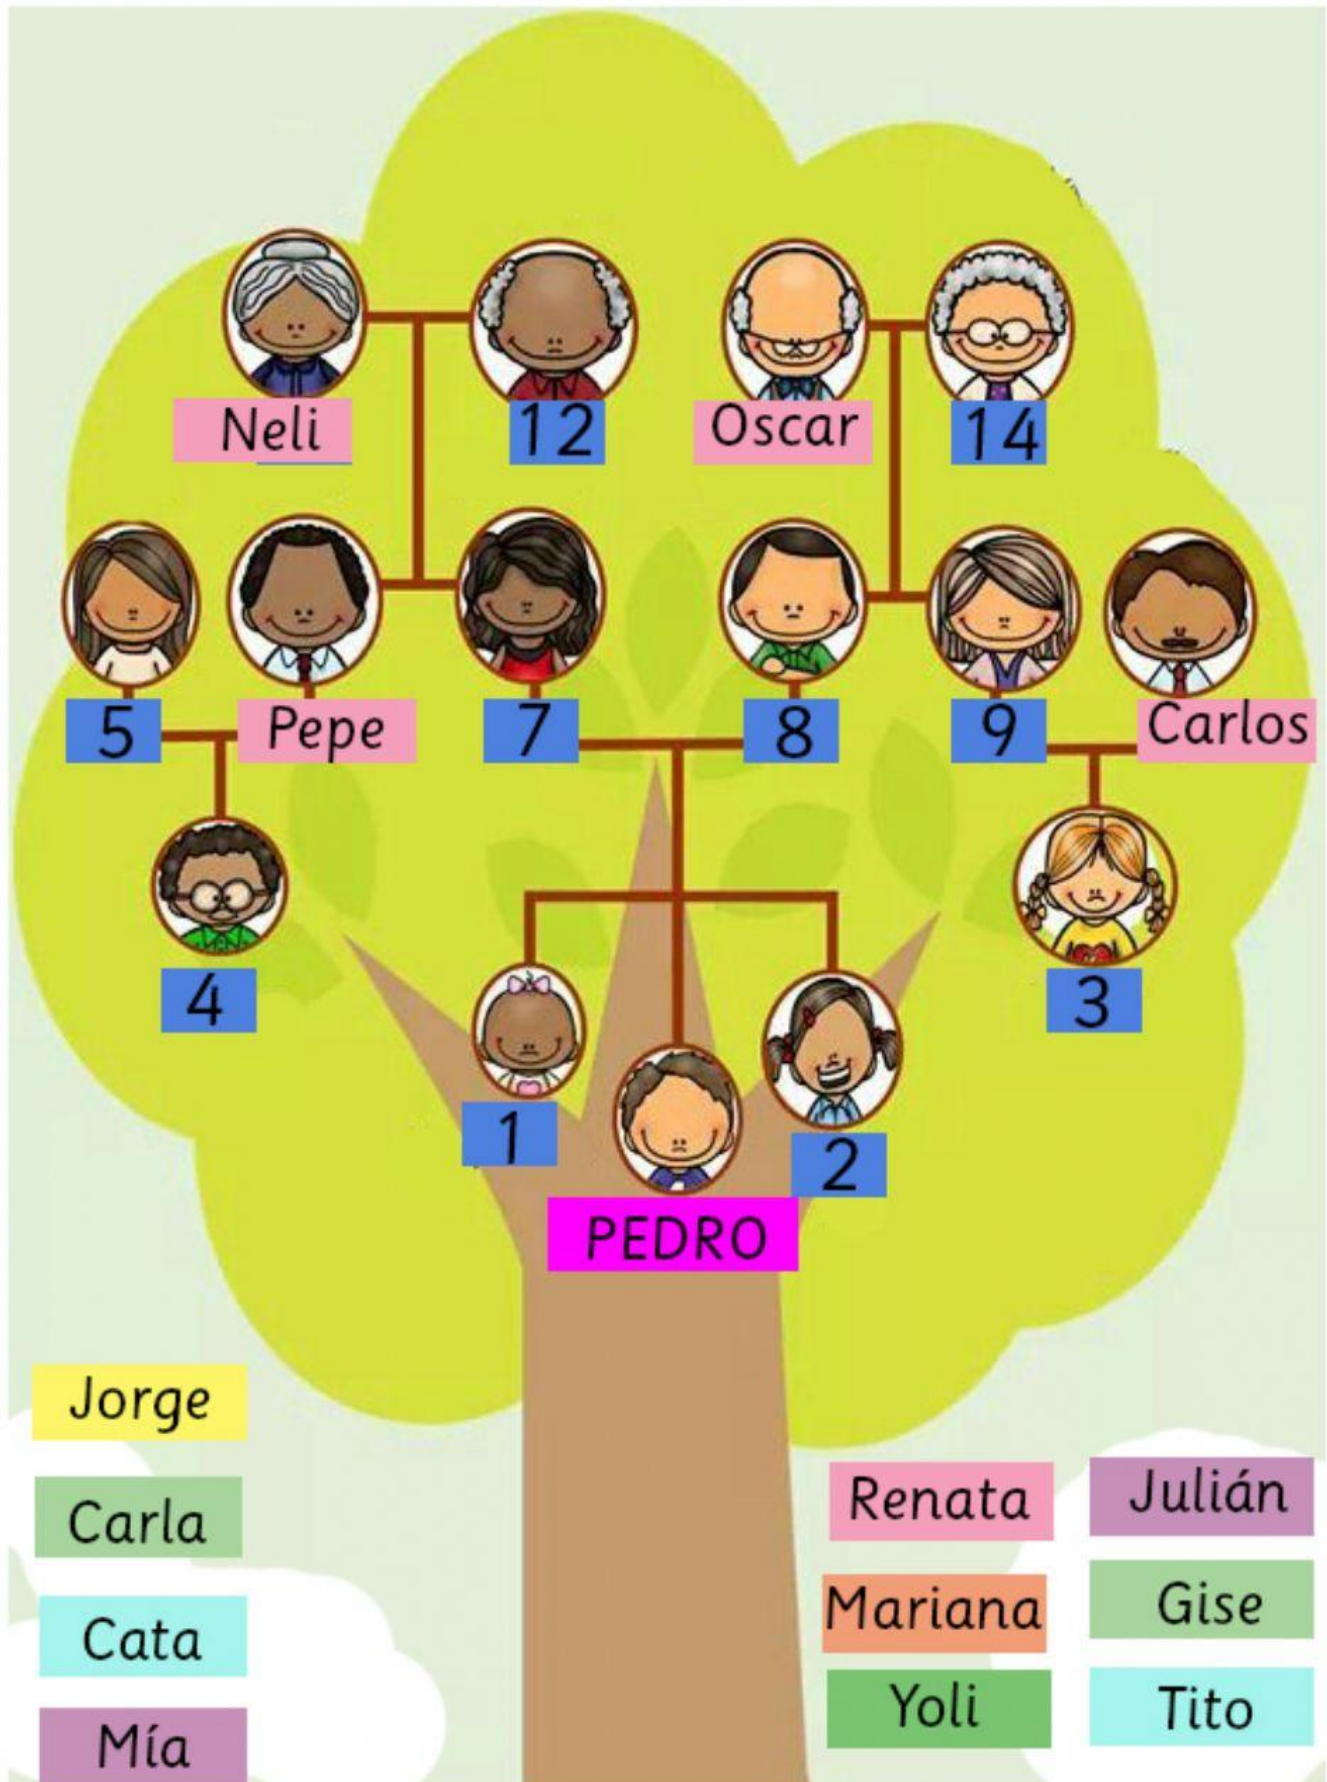 Neli
12
Oscar
14
5
Pepe
7
8
9
Carlos
4
3
1
2
PEDRO
Jorge
Carla
Cata
Mía
Renata
Julián
Mariana
Gise
Yoli
Tito